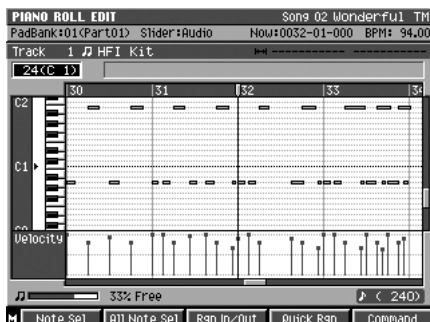 PIANO ROLL EDIT Song 02 Wonderful TM
PadBank:01(Part01) Slider:Audio Now:0032-01-000 BPM: 94.00
Track 1 HFI Kit
24(C 1)
30 31 32 33 34
C2
C1
C0
Velocity
33% Free ( 240)
M Note Sel All Note Sel Rgn In/Out Quick Rgn Command